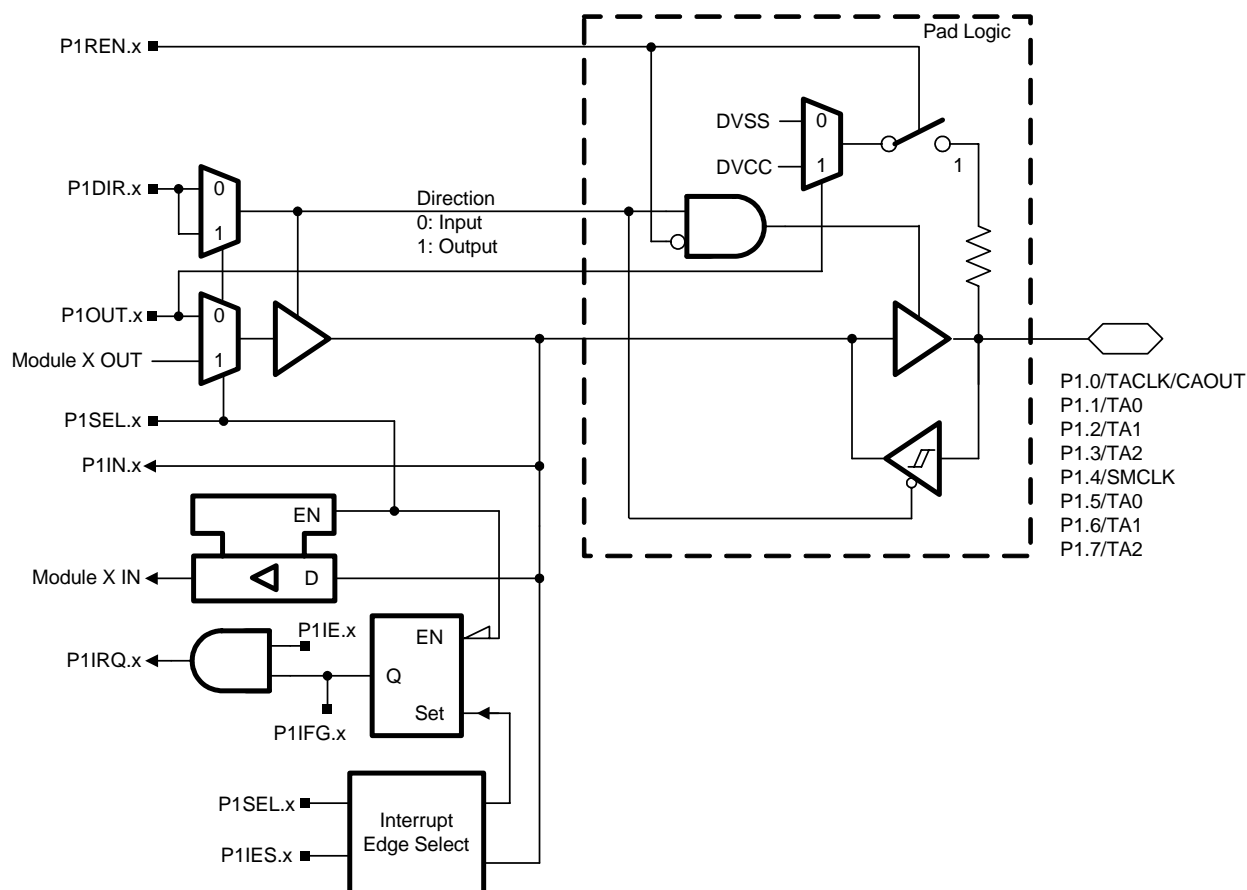 Pad Logic
P1REN.x
DVSS
0
DVCC
1
1
P1DIR.x
0
1
Direction
0: Input
1: Output
P1OUT.x
0
Module X OUT
1
P1SEL.x
P1IN.x
EN
Module X IN
D
P1.0/TACLK/CAOUT
P1.1/TA0
P1.2/TA1
P1.3/TA2
P1.4/SMCLK
P1.5/TA0
P1.6/TA1
P1.7/TA2
P1IE.x
P1IRQ.x
EN
Q
Set
P1IFG.x
P1SEL.x
P1IES.x
Interrupt
Edge Select